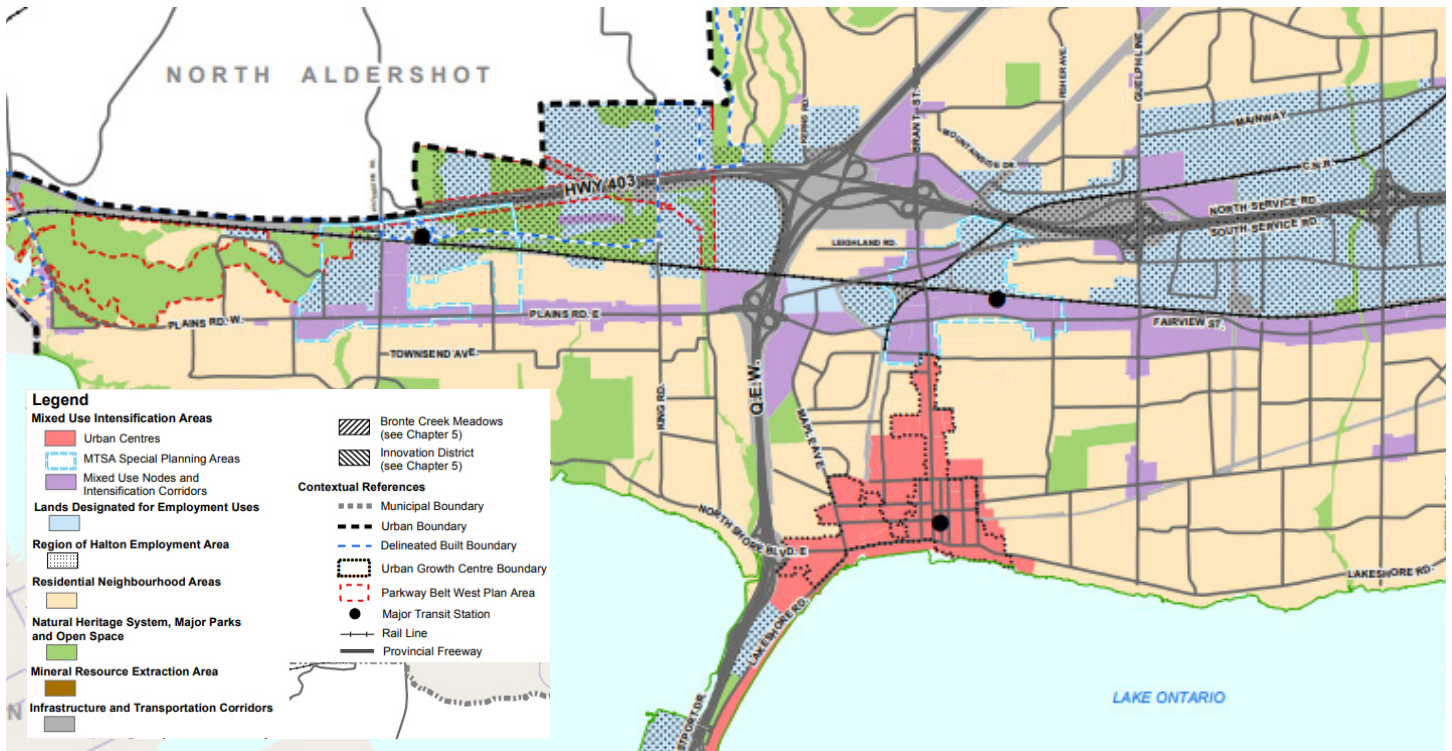 NORTH ALDERSHOT
HWY 403
KERNS RD.
BRANT ST.
FISHER AVE.
GUELPH LINE
MOUNTAINSIDE DR.
MAINWAY
C.N.R.
NORTH SERVICE RD.
SOUTH SERVICE RD.
LEIGHLAND RD.
PLAINS RD. W.
PLAINS RD. E
FAIRVIEW ST.
TOWNSEND AVE.
KING RD.
Q.E.W.
MAPLE AVE.
NORTH SHORE BLVD. E
LAKESHORE RD.
LAKESHORE RD.
LAKE ONTARIO
Legend
Mixed Use Intensification Areas
Urban Centres
MTSA Special Planning Areas
Mixed Use Nodes and
Intensification Corridors
Lands Designated for Employment Uses
Region of Halton Employment Area
Residential Neighbourhood Areas
Natural Heritage System, Major Parks
and Open Space
Mineral Resource Extraction Area
Infrastructure and Transportation Corridors
Bronte Creek Meadows
(see Chapter 5)
Innovation District
(see Chapter 5)
Contextual References
Municipal Boundary
Urban Boundary
Delineated Built Boundary
Urban Growth Centre Boundary
Parkway Belt West Plan Area
Major Transit Station
Rail Line
Provincial Freeway